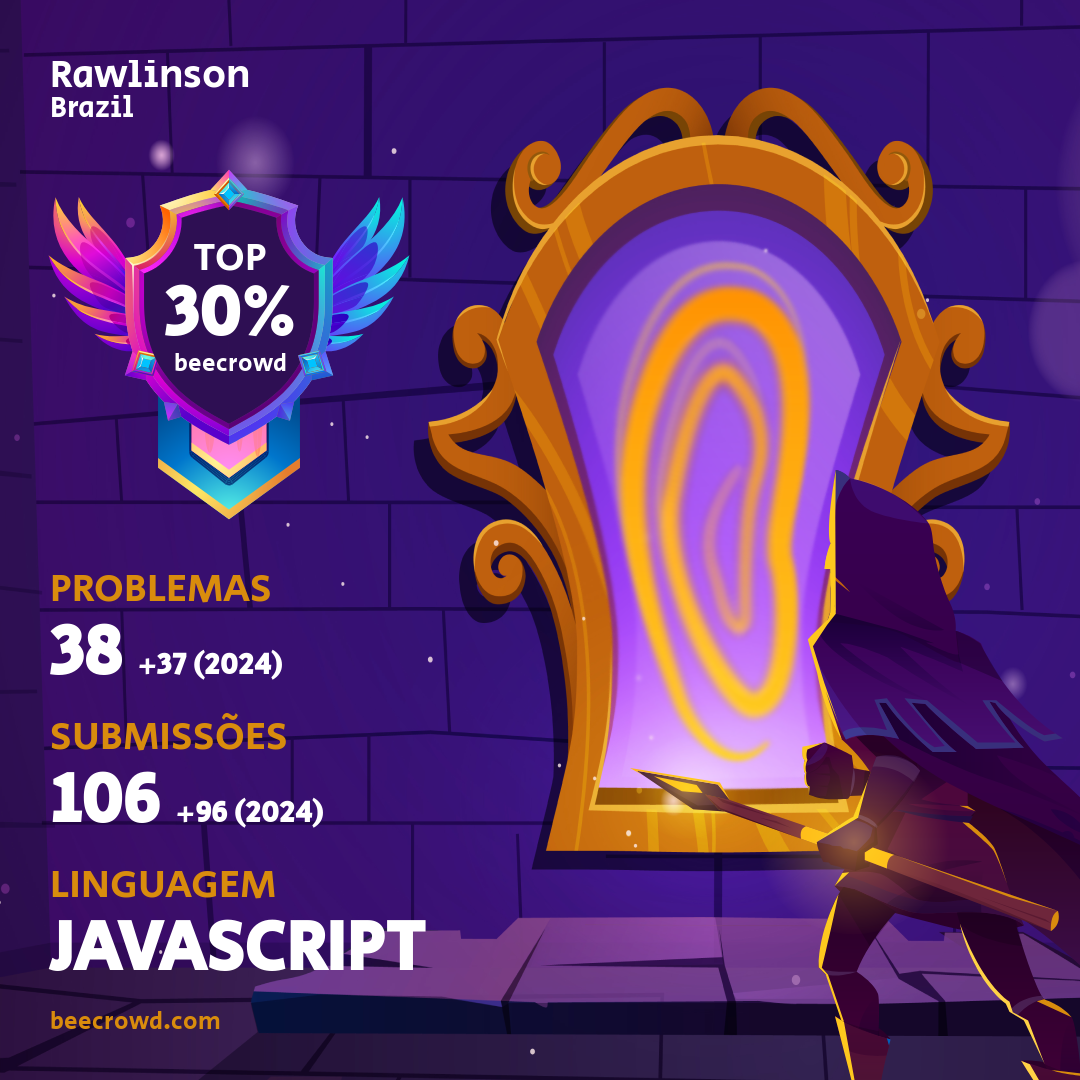 Rawlinson
Brazil
TOP
30%
beecrowd
PROBLEMAS
38 +37 (2024)
SUBMISSÕES
106 +96 (2024)
LINGUAGEM
JAVASCRIPT
beecrowd.com